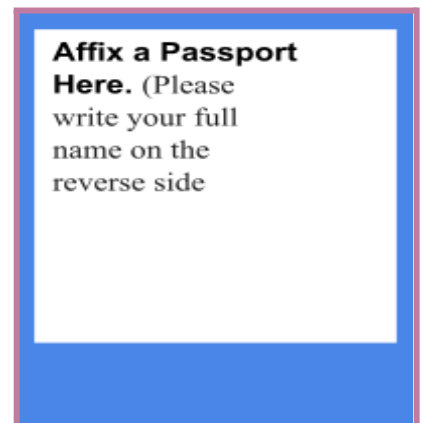 Affix a Passport
Here. (Please
write your full
name on the
reverse side